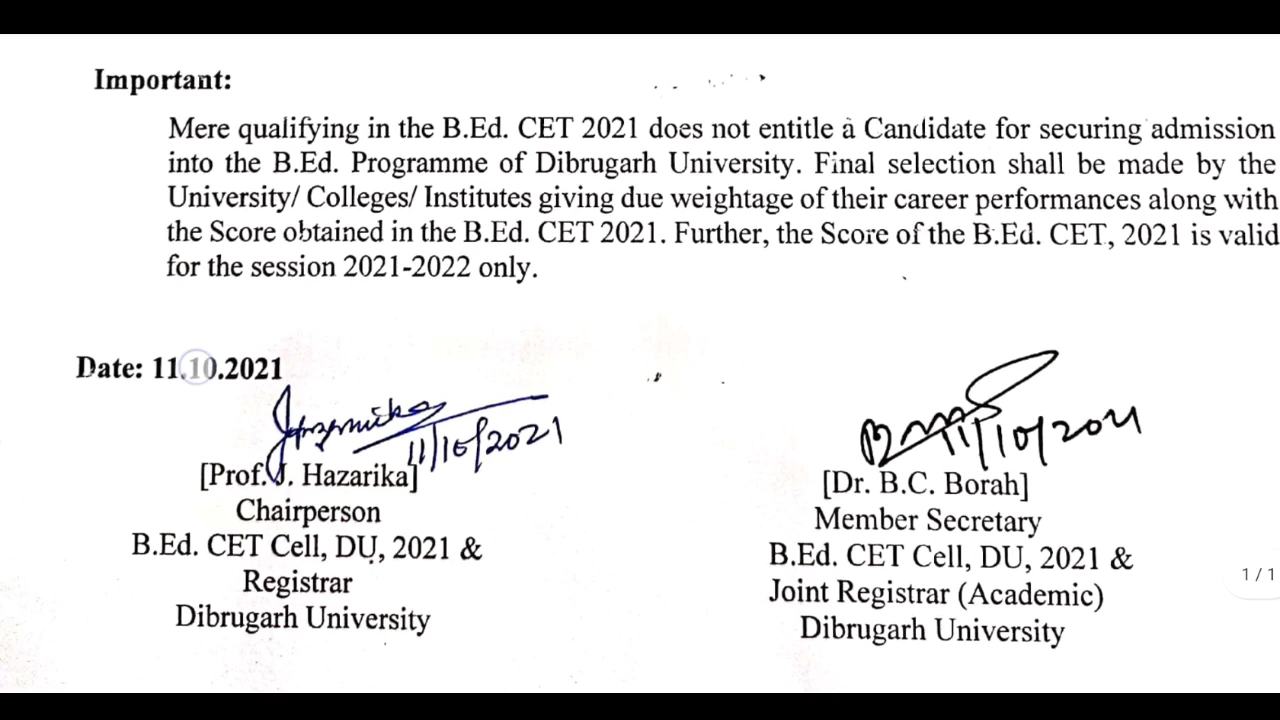 Important:
Mere qualifying in the B.Ed. CET 2021 does not entitle a Candidate for securing admission
into the B.Ed. Programme of Dibrugarh University. Final selection shall be made by the
University/ Colleges/ Institutes giving due weightage of their career performances along with
the Score obtained in the B.Ed. CET 2021. Further, the Score of the B.Ed. CET, 2021 is valid
for the session 2021-2022 only.
Date: 11.10.2021
11/10/2021
[Prof. J. Hazarika]
Chairperson
B.Ed. CET Cell, DU, 2021 &
Registrar
Dibrugarh University
11/10/2021
[Dr. B.C. Borah]
Member Secretary
B.Ed. CET Cell, DU, 2021 &
Joint Registrar (Academic)
Dibrugarh University
1 / 1